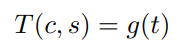 T(c, s) = g(t)